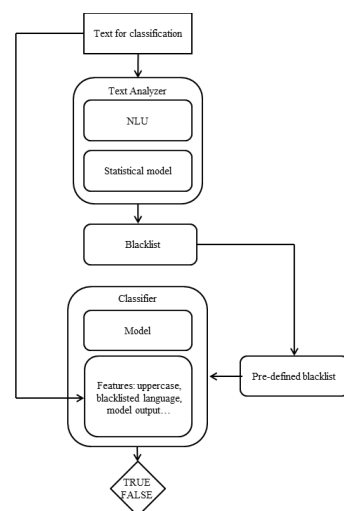 Text for classification
Text Analyzer
NLU
Statistical model
Blacklist
Classifier
Model
Pre-defined blacklist
Features: uppercase,
blacklisted language,
model output…
TRUE
FALSE